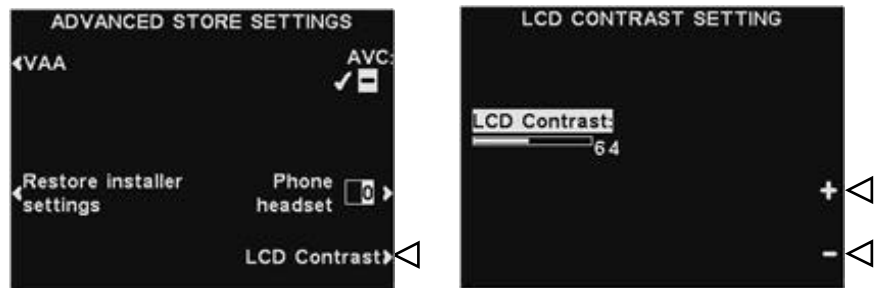 ADVANCED STORE SETTINGS
VAA
AVC:
✓ -
Restore installer
settings
Phone
headset 0
LCD Contrast
LCD CONTRAST SETTING
LCD Contrast:
64
+
-